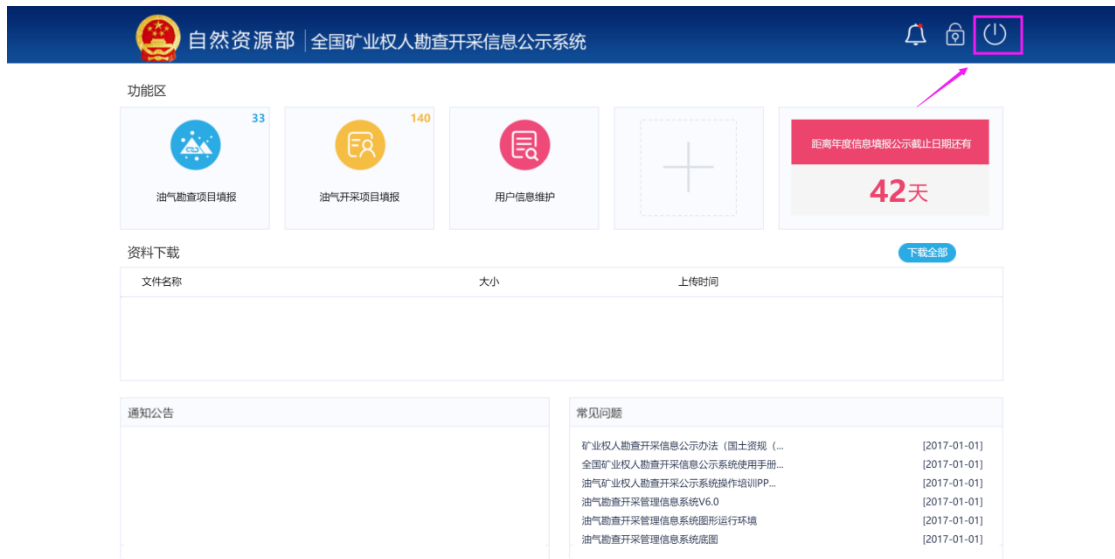 自然资源部 全国矿业权人勘查开采信息公示系统
功能区
33
140
油气勘查项目填报
油气开采项目填报
用户信息维护
距离年度信息填报公示截止日期还有
42天
资料下载
下载全部
文件名称 大小 上传时间
通知公告
常见问题
矿业权人勘查开采信息公示办法（国土资规（... [2017-01-01]
全国矿业权人勘查开采信息公示系统使用手册... [2017-01-01]
油气矿业权人勘查开采公示系统操作培训PP... [2017-01-01]
油气勘查开采管理信息系统V6.0 [2017-01-01]
油气勘查开采管理信息系统图形运行环境 [2017-01-01]
油气勘查开采管理信息系统底图 [2017-01-01]